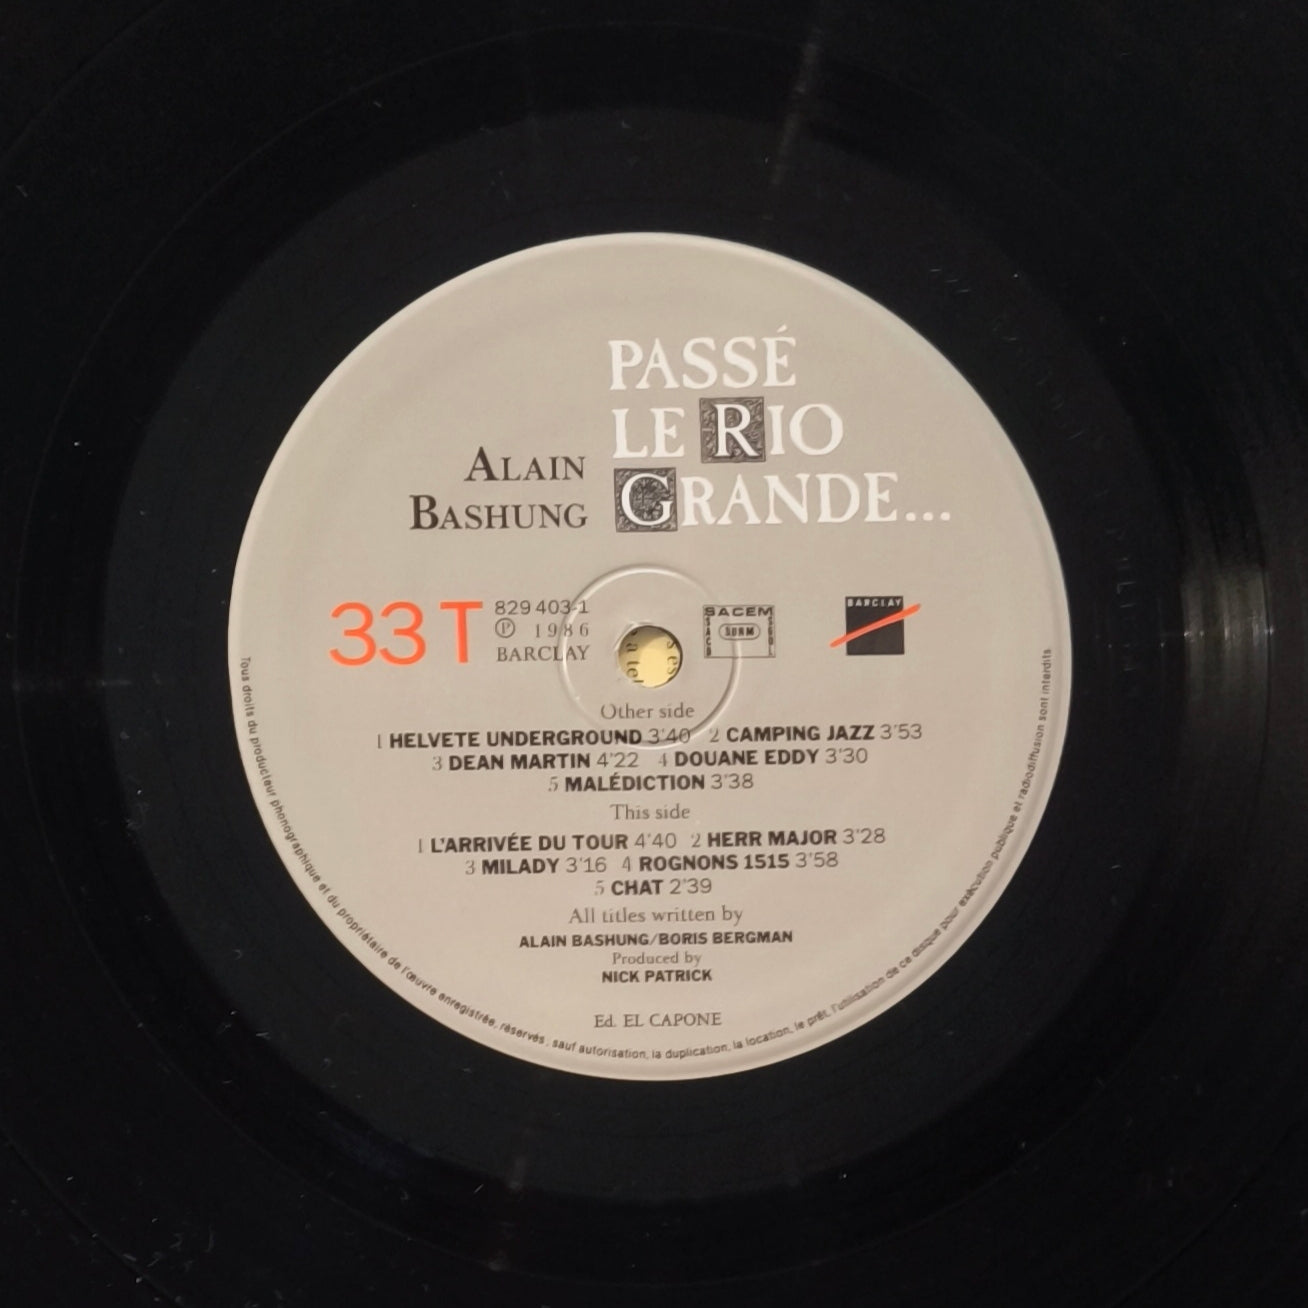 PASSÉ
LE RIO
GRANDE...
ALAIN
BASHUNG
33 T
829 403-1
Ⓟ 1986
BARCLAY
SACEM
SACD
SDRM
SGDL
BARCLAY
Other side
1 HELVETE UNDERGROUND 3'40 2 CAMPING JAZZ 3'53
3 DEAN MARTIN 4'22 4 DOUANE EDDY 3'30
5 MALÉDICTION 3'38
This side
1 L'ARRIVÉE DU TOUR 4'40 2 HERR MAJOR 3'28
3 MILADY 3'16 4 ROGNONS 1515 3'58
5 CHAT 2'39
All titles written by
ALAIN BASHUNG/BORIS BERGMAN
Produced by
NICK PATRICK
Ed. EL CAPONE
Tous droits du producteur phonographique et du propriétaire de l'œuvre enregistrée, réservés; sauf autorisation, la duplication, la location, le prêt, l'utilisation de ce disque pour exécution publique et radiodiffusion sont interdits.